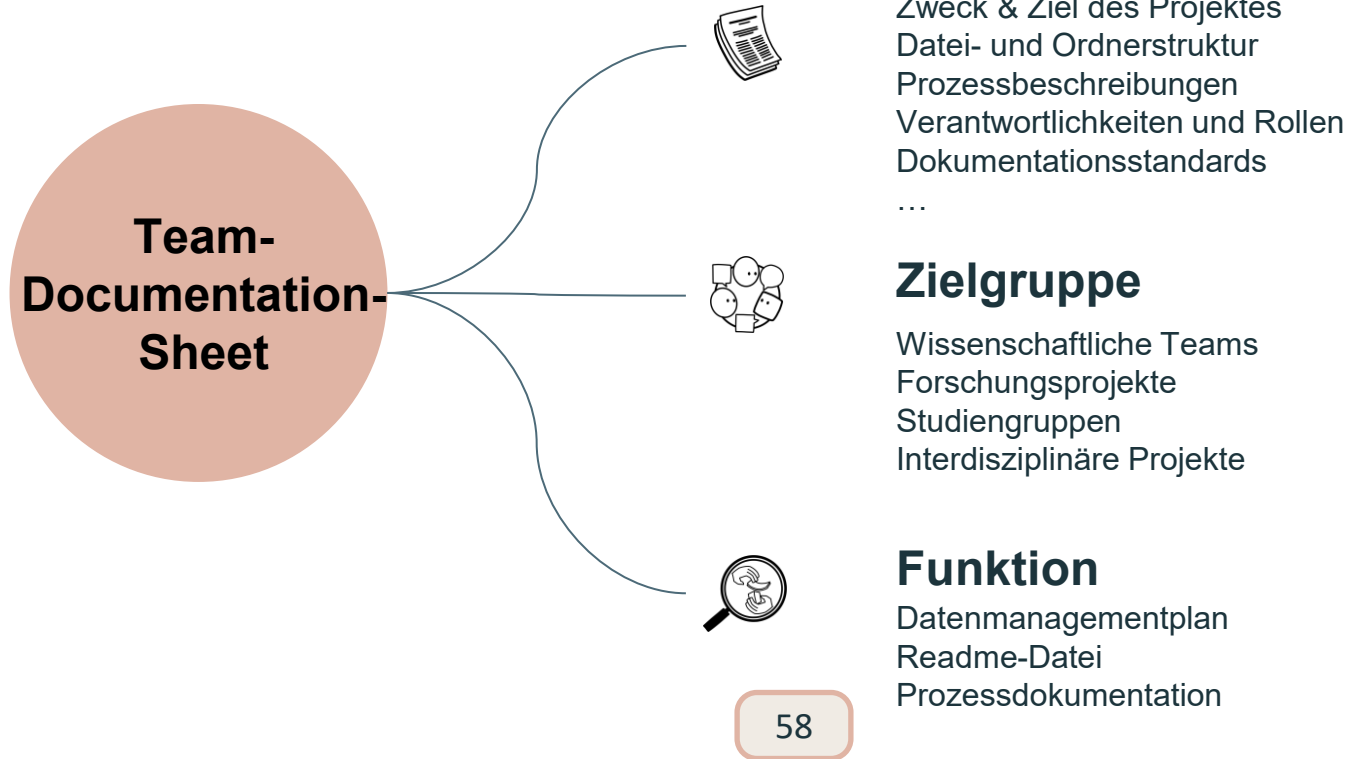 Team-
Documentation-
Sheet
Zweck & Ziel des Projektes
Datei- und Ordnerstruktur
Prozessbeschreibungen
Verantwortlichkeiten und Rollen
Dokumentationsstandards
…
Zielgruppe
Wissenschaftliche Teams
Forschungsprojekte
Studiengruppen
Interdisziplinäre Projekte
Funktion
Datenmanagementplan
Readme-Datei
Prozessdokumentation
58